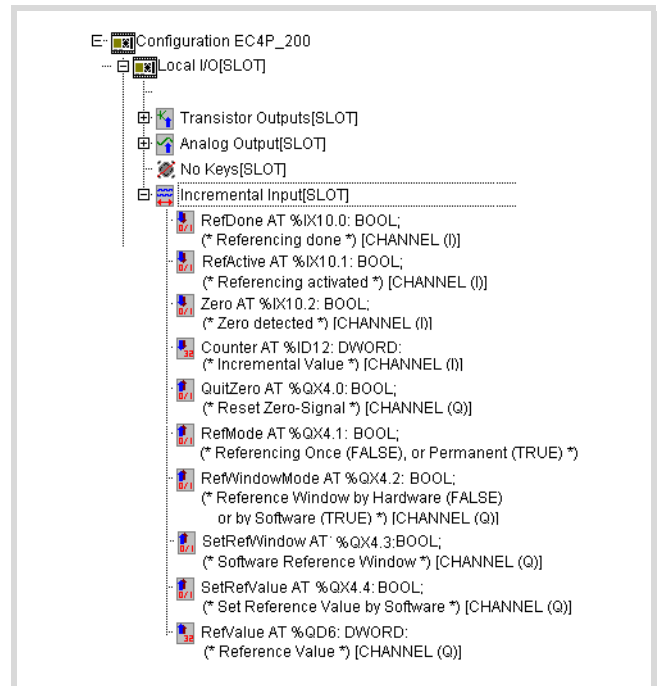 Configuration EC4P_200
Local I/O[SLOT]
Transistor Outputs[SLOT]
Analog Output[SLOT]
No Keys[SLOT]
Incremental Input[SLOT]
RefDone AT %IX10.0: BOOL;
(* Referencing done *) [CHANNEL (I)]
RefActive AT %IX10.1: BOOL;
(* Referencing activated *) [CHANNEL (I)]
Zero AT %IX10.2: BOOL;
(* Zero detected *) [CHANNEL (I)]
Counter AT %ID12: DWORD:
(* Incremental Value *) [CHANNEL (I)]
QuitZero AT %QX4.0: BOOL;
(* Reset Zero-Signal *) [CHANNEL (Q)]
RefMode AT %QX4.1: BOOL;
(* Referencing Once (FALSE), or Permanent (TRUE) *)
RefWindowMode AT %QX4.2: BOOL;
(* Reference Window by Hardware (FALSE)
or by Software (TRUE) *) [CHANNEL (Q)]
SetRefWindow AT %QX4.3:BOOL;
(* Software Reference Window *) [CHANNEL (Q)]
SetRefValue AT %QX4.4: BOOL;
(* Set Reference Value by Software *) [CHANNEL (Q)]
RefValue AT %QD6: DWORD:
(* Reference Value *) [CHANNEL (Q)]